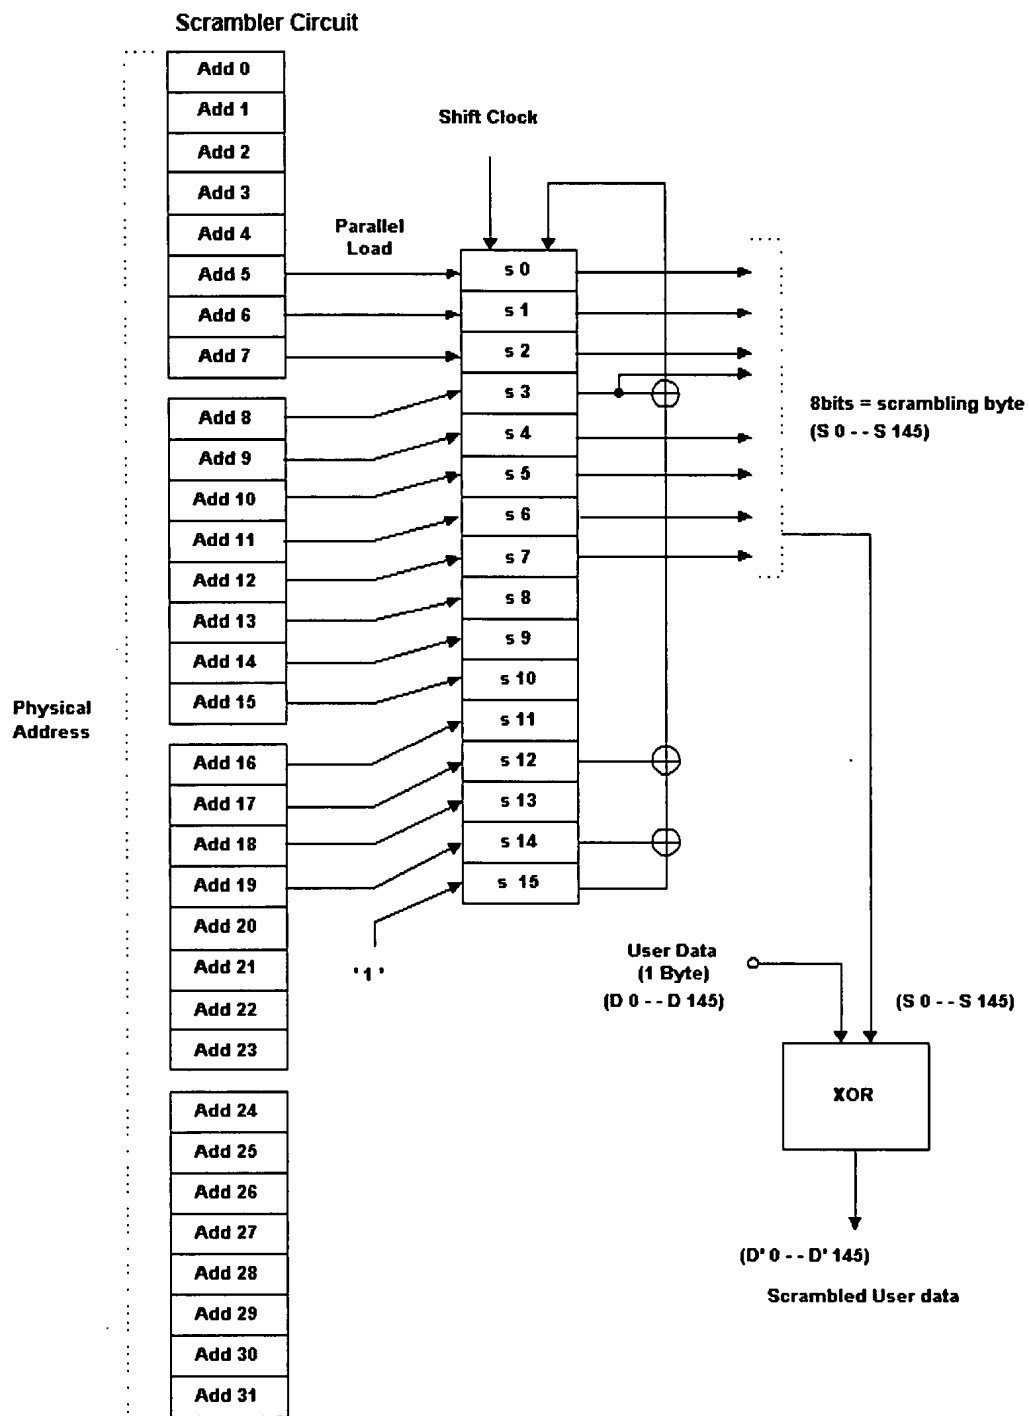 Scrambler Circuit
Add 0
Add 1
Add 2
Add 3
Add 4
Add 5
Add 6
Add 7
Add 8
Add 9
Add 10
Add 11
Add 12
Add 13
Add 14
Add 15
Add 16
Add 17
Add 18
Add 19
Add 20
Add 21
Add 22
Add 23
Add 24
Add 25
Add 26
Add 27
Add 28
Add 29
Add 30
Add 31
Physical
Address
Parallel
Load
Shift Clock
s 0
s 1
s 2
s 3
s 4
s 5
s 6
s 7
s 8
s 9
s 10
s 11
s 12
s 13
s 14
s 15
'1'
8bits = scrambling byte
(S 0 - - S 145)
User Data
(1 Byte)
(D 0 - - D 145)
(S 0 - - S 145)
XOR
(D' 0 - - D' 145)
Scrambled User data